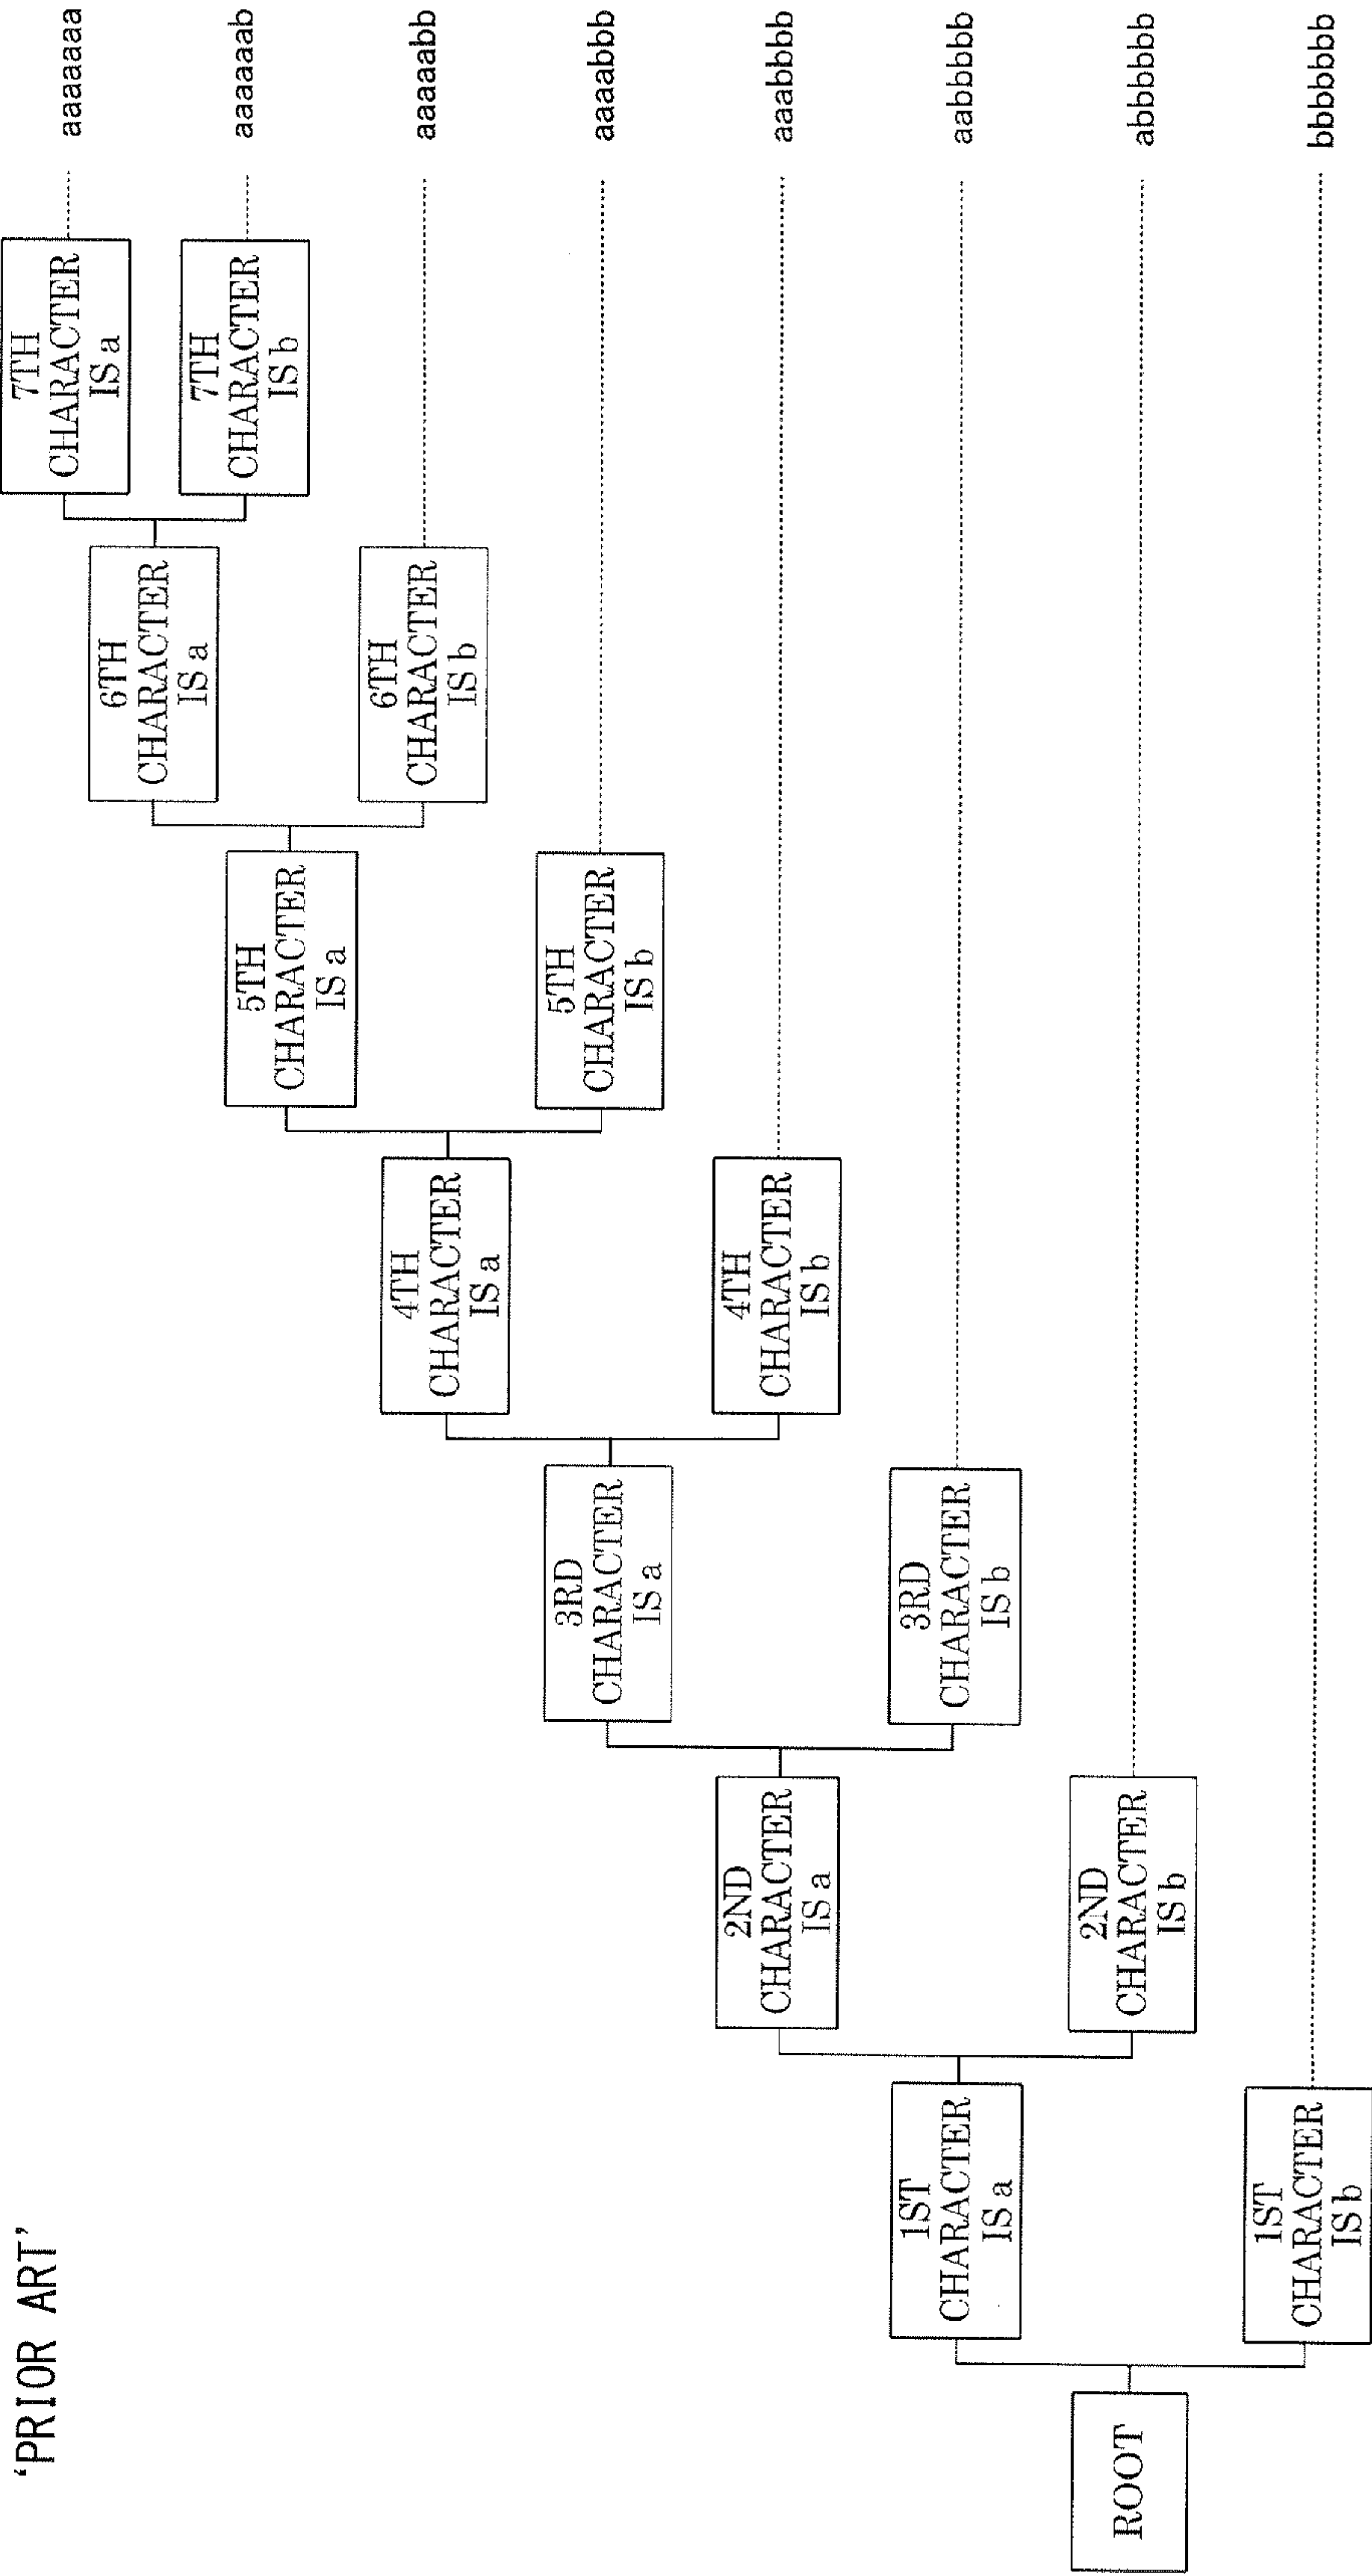 'PRIOR ART'
7TH
CHARACTER
IS a
aaaaaaa
6TH
CHARACTER
IS a
7TH
CHARACTER
IS b
aaaaaab
5TH
CHARACTER
IS a
6TH
CHARACTER
IS b
aaaaabb
4TH
CHARACTER
IS a
5TH
CHARACTER
IS b
aaaabbb
3RD
CHARACTER
IS a
2ND
CHARACTER
IS a
4TH
CHARACTER
IS b
aaabbbb
1ST
CHARACTER
IS a
3RD
CHARACTER
IS b
aabbbbb
ROOT
2ND
CHARACTER
IS b
abbbbbb
1ST
CHARACTER
IS b
bbbbbbb